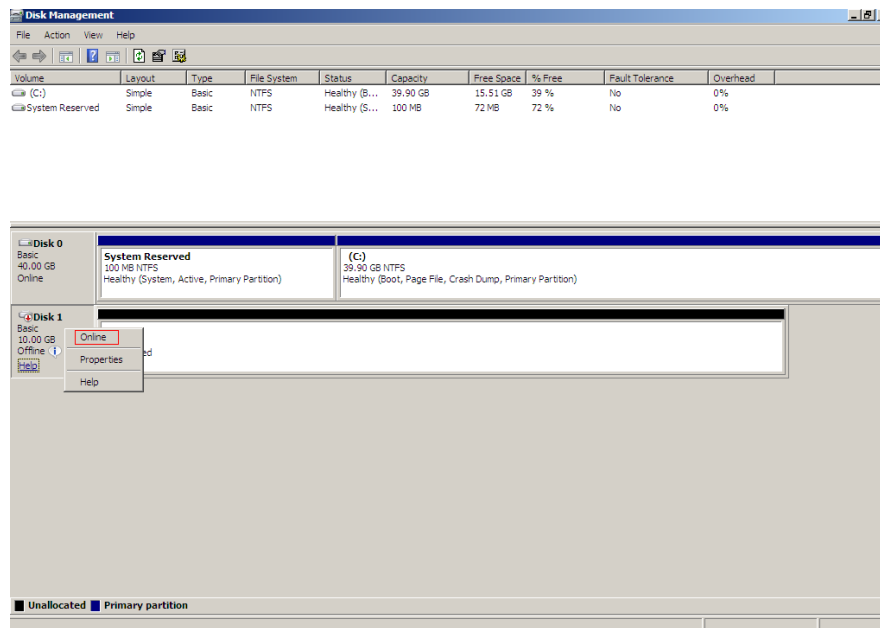 Disk Management
File Action View Help
Volume Layout Type File System Status Capacity Free Space % Free Fault Tolerance Overhead
(C:) Simple Basic NTFS Healthy (B... 39.90 GB 15.51 GB 39 % No 0%
System Reserved Simple Basic NTFS Healthy (S... 100 MB 72 MB 72 % No 0%
Disk 0
Basic
40.00 GB
Online
System Reserved
100 MB NTFS
Healthy (System, Active, Primary Partition)
(C:)
39.90 GB NTFS
Healthy (Boot, Page File, Crash Dump, Primary Partition)
Disk 1
Basic
10.00 GB
Offline
Help
Online
Properties
Help
ed
Unallocated Primary partition